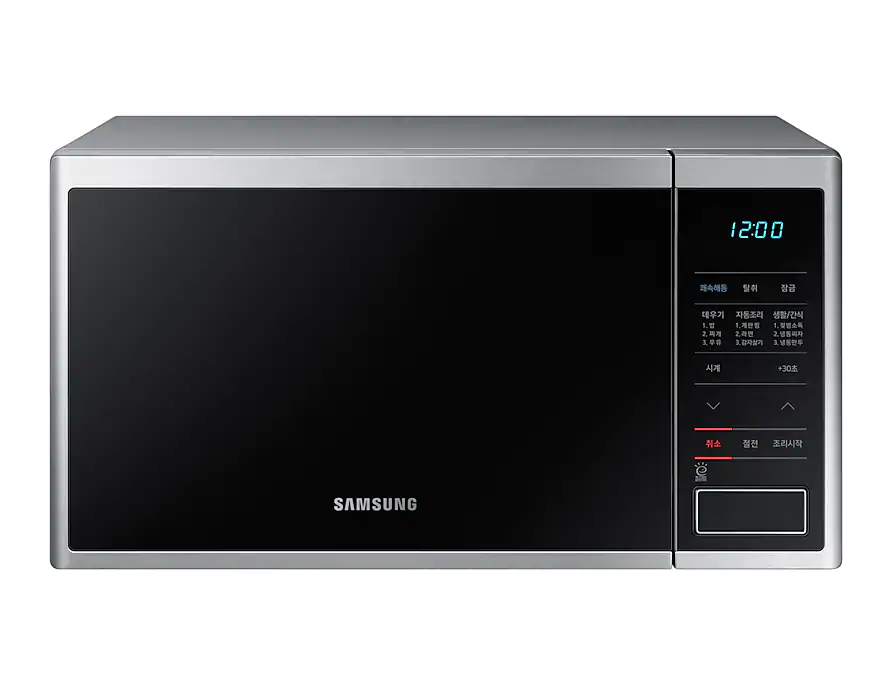 12:00
쾌속해동 탈취 잠금
데우기 자동조리 생활/간식
1. 밥 1. 계란찜 1. 젖병소독
2. 찌개 2. 라면 2. 냉동피자
3. 우유 3. 감자삶기 3. 냉동만두
시계 +30초
취소 절전 조리시작
SAMSUNG